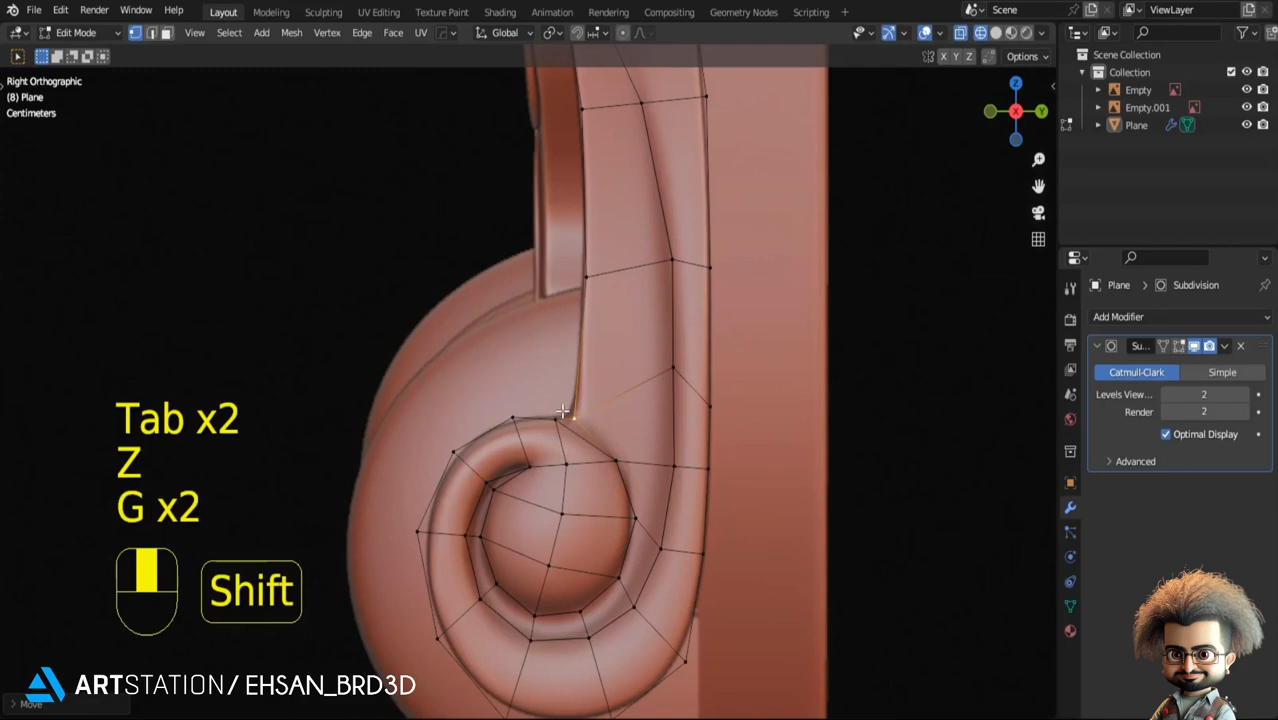 File Edit Render Window Help
Layout Modeling Sculpting UV Editing Texture Paint Shading Animation Rendering Compositing Geometry Nodes Scripting +
Scene
ViewLayer
Edit Mode View Select Add Mesh Vertex Edge Face UV
Global
X Y Z
Options
Right Orthographic
(8) Plane
Centimeters
Z
Y
X
Scene Collection
Collection
Empty
Empty.001
Plane
Plane > Subdivision
Add Modifier
Su...
Catmull-Clark Simple
Levels View... 2
Render 2
Optimal Display
Advanced
Tab x2
Z
G x2
Shift
ARTSTATION / EHSAN_BRD3D
Move